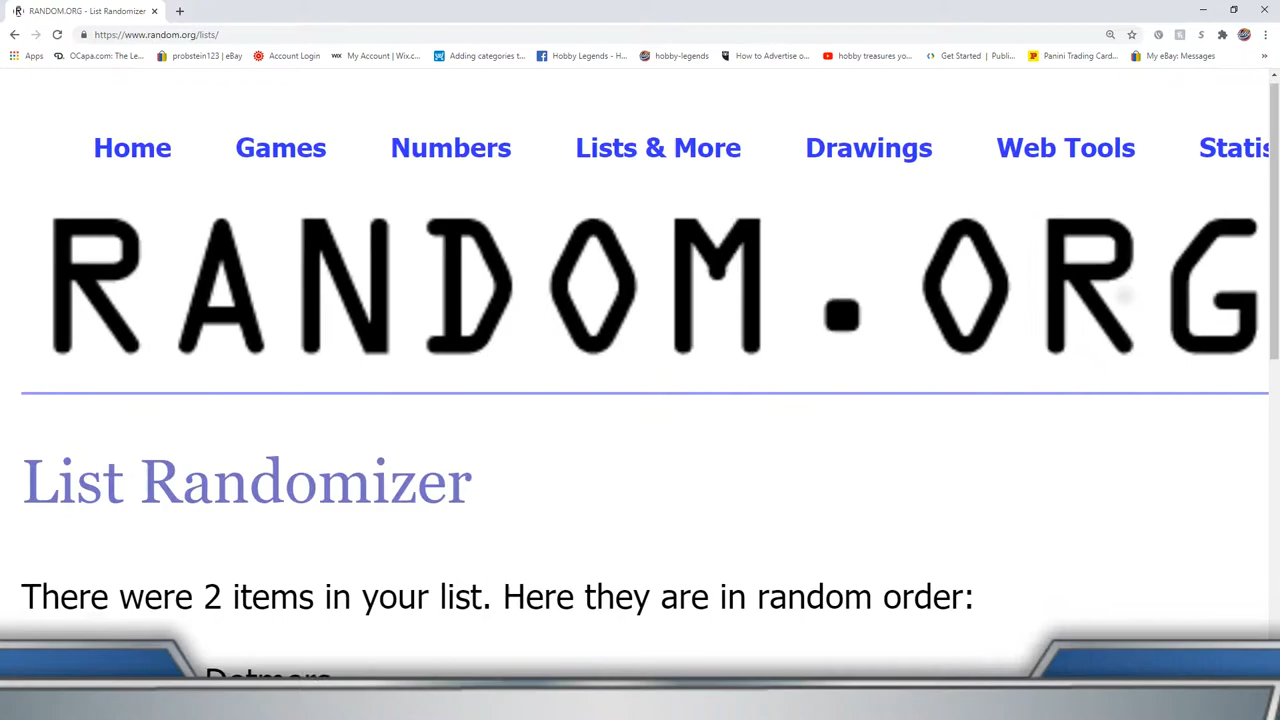 RANDOM.ORG - List Randomizer
https://www.random.org/lists/
Apps OCapa.com: The Le... probstein123 | eBay Account Login My Account | Wix.c... Adding categories t... Hobby Legends - H... hobby-legends How to Advertise o... hobby treasures yo... Get Started | Publi... Panini Trading Card... My eBay: Messages
Home Games Numbers Lists & More Drawings Web Tools Statis
RANDOM.ORG
List Randomizer
There were 2 items in your list. Here they are in random order: